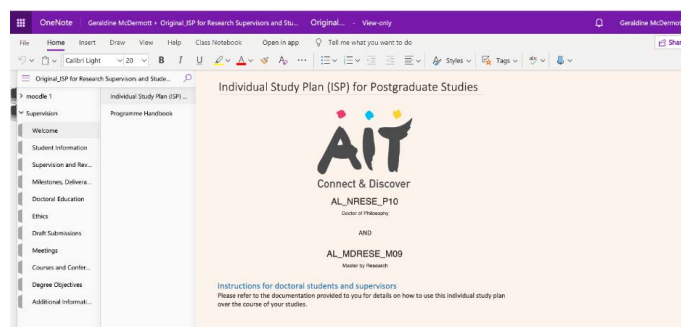 OneNote
Geraldine McDermott › Original_ISP for Research Supervisors and Stu...
Original... - View-only
Geraldine McDermot
File Home Insert Draw View Help Class Notebook Open in app Tell me what you want to do
Shar
Calibri Light 20 B I U A Styles Tags
Original_ISP for Research Supervisors and Stude...
moodle 1
Supervision
Welcome
Student Information
Supervision and Rev...
Milestones, Delivera...
Doctoral Education
Ethics
Draft Submissions
Meetings
Courses and Confer...
Degree Objectives
Additional Informati...
Individual Study Plan (ISP) ...
Programme Handbook
Individual Study Plan (ISP) for Postgraduate Studies
AIT
Connect & Discover
AL_NRESE_P10
Doctor of Philosophy
AND
AL_MDRESE_M09
Master by Research
Instructions for doctoral students and supervisors
Please refer to the documentation provided to you for details on how to use this individual study plan
over the course of your studies.